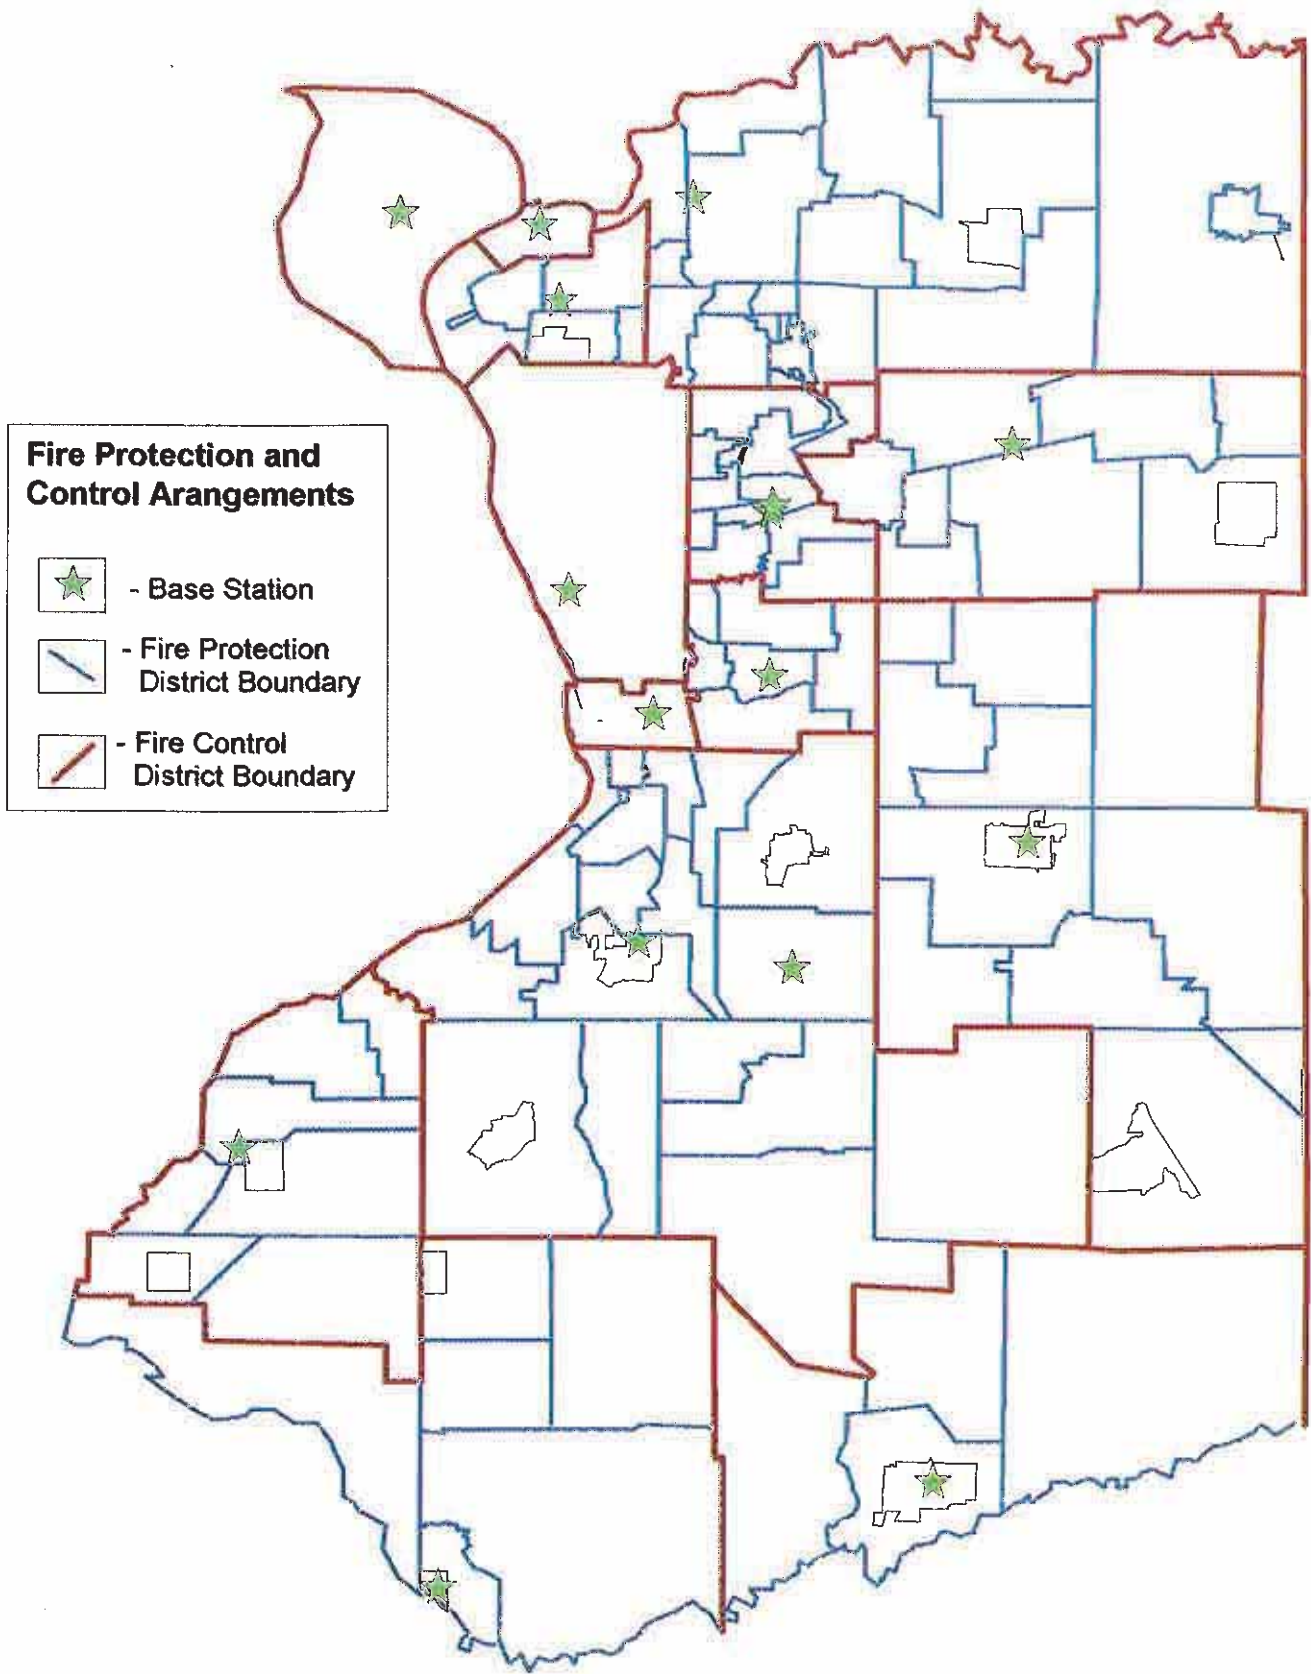 Fire Protection and
Control Arangements
- Base Station
- Fire Protection
District Boundary
- Fire Control
District Boundary